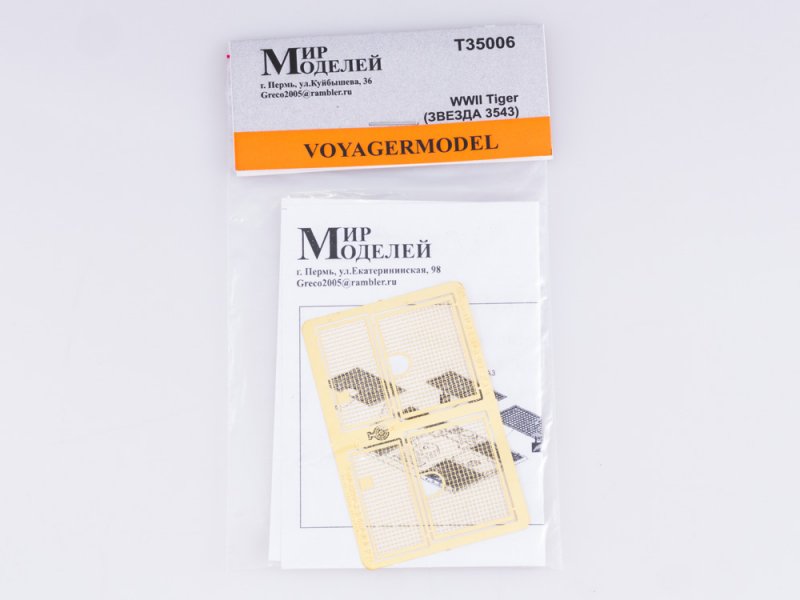 Мир Моделей
г. Пермь, ул.Куйбышева, 36
Greco2005@rambler.ru
T35006
WWII Tiger
(ЗВЕЗДА 3543)
VOYAGERMODEL
Мир Моделей
г. Пермь, ул.Екатерининская, 98
Greco2005@rambler.ru